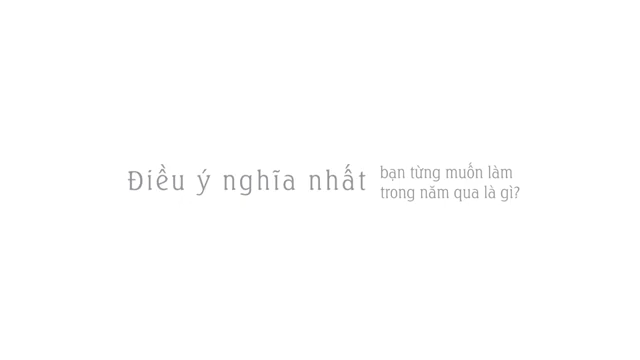 Điều ý nghĩa nhất
bạn từng muốn làm
trong năm qua là gì?